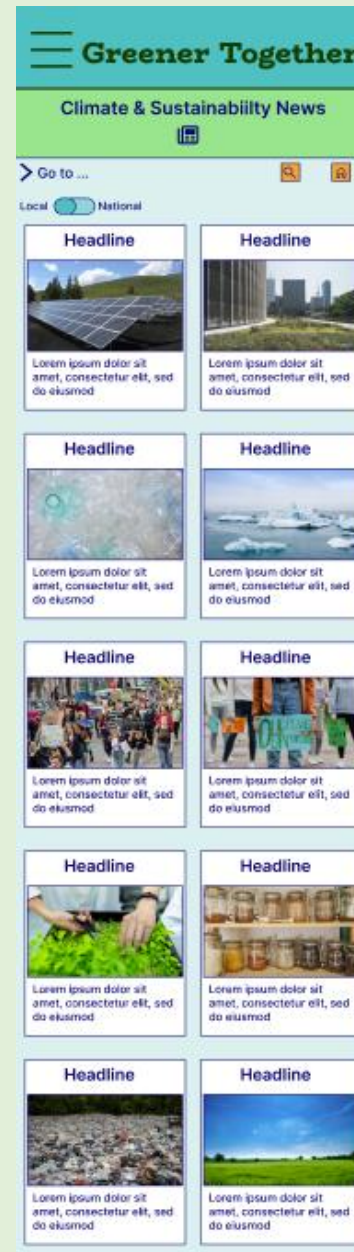 Greener Together
Climate & Sustainabiilty News
Go to ...
Local National
Headline Headline
Lorem ipsum dolor sit Lorem ipsum dolor sit
amet, consectetur elit, sed amet, consectetur elit, sed
do eiusmod do eiusmod
Headline Headline
Lorem ipsum dolor sit Lorem ipsum dolor sit
amet, consectetur elit, sed amet, consectetur elit, sed
do eiusmod do eiusmod
Headline Headline
Lorem ipsum dolor sit Lorem ipsum dolor sit
amet, consectetur elit, sed amet, consectetur elit, sed
do eiusmod do eiusmod
Headline Headline
Lorem ipsum dolor sit Lorem ipsum dolor sit
amet, consectetur elit, sed amet, consectetur elit, sed
do eiusmod do eiusmod
Headline Headline
Lorem ipsum dolor sit Lorem ipsum dolor sit
amet, consectetur elit, sed amet, consectetur elit, sed
do eiusmod do eiusmod